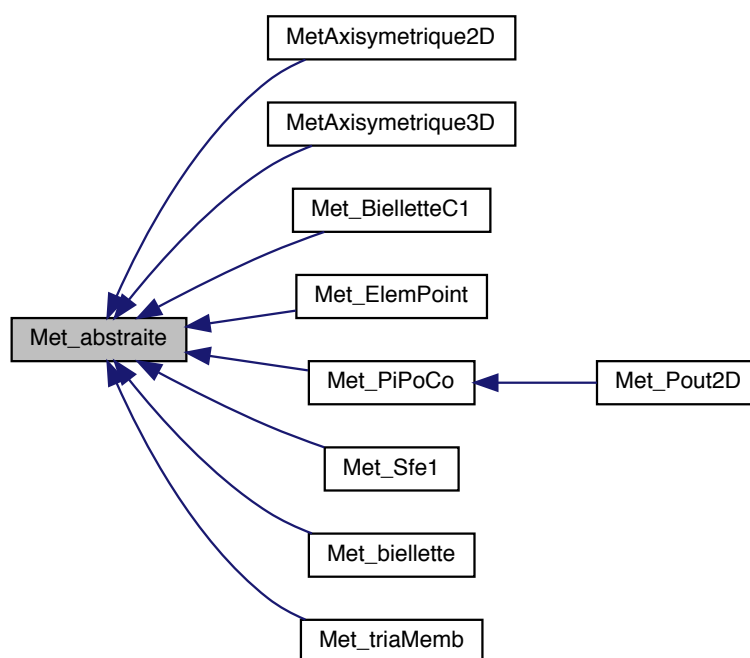 MetAxisymetrique2D
MetAxisymetrique3D
Met_BielletteC1
Met_ElemPoint
Met_abstraite
Met_PiPoCo
Met_Pout2D
Met_Sfe1
Met_biellette
Met_triaMemb